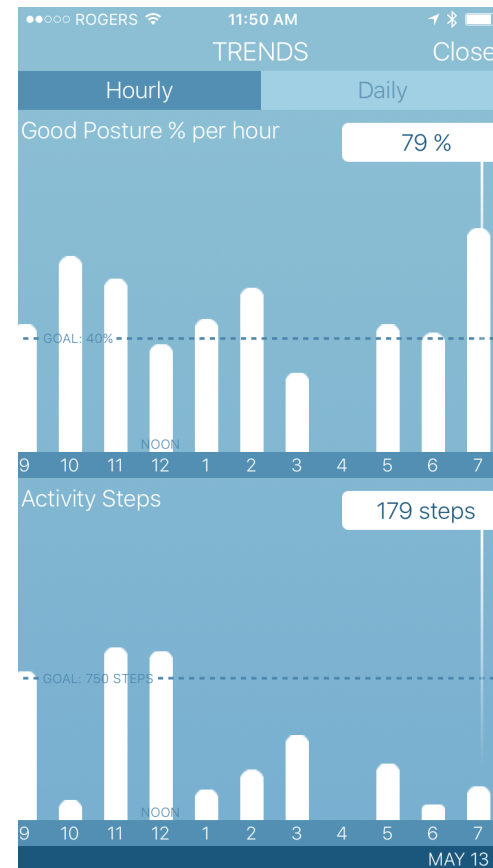 ROGERS 11:50 AM
TRENDS Close
Hourly Daily
Good Posture % per hour
79 %
GOAL: 40%
NOON
9 10 11 12 1 2 3 4 5 6 7
Activity Steps
179 steps
GOAL: 750 STEPS
NOON
9 10 11 12 1 2 3 4 5 6 7
MAY 13